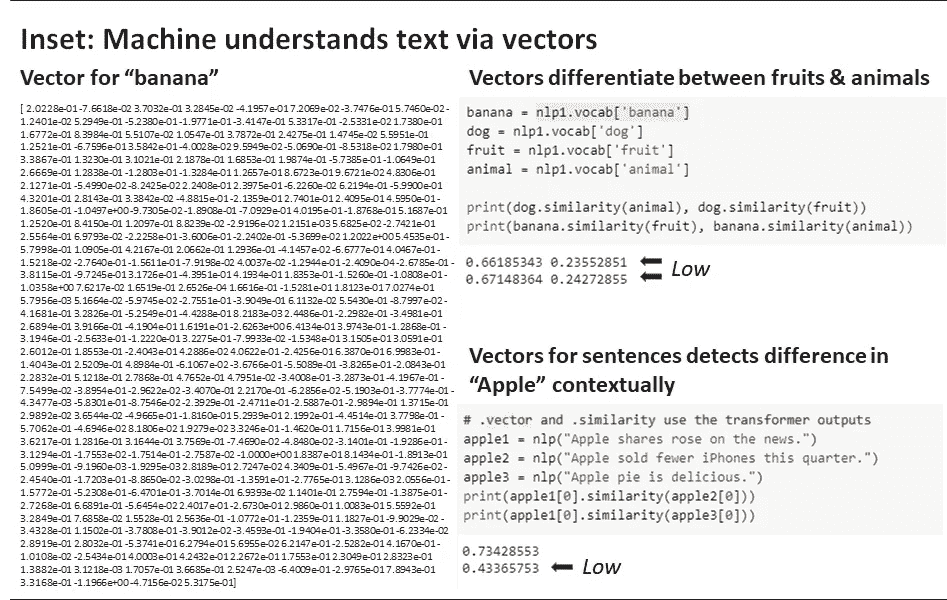 Inset: Machine understands text via vectors
Vector for “banana”
[ 2.0228e-01 -7.6618e-02 3.7032e-01 3.2845e-02 -4.1957e-01 7.2069e-02 -3.7476e-01 5.7460e-02 -
1.2401e-02 5.2949e-01 -5.2380e-01 -1.9771e-01 -3.4147e-01 5.3317e-01 -2.5331e-02 1.7380e-01
1.6772e-01 8.3984e-01 5.5107e-02 1.0547e-01 3.7872e-01 2.4275e-01 1.4745e-02 5.5951e-01
1.2521e-01 -6.7596e-01 3.5842e-01 -4.0028e-02 9.5949e-02 -5.0690e-01 -8.5318e-02 1.7980e-01
3.3867e-01 1.3230e-01 3.1021e-01 2.1878e-01 1.6853e-01 1.9874e-01 -5.7385e-01 -1.0649e-01
2.6669e-01 1.2838e-01 -1.2803e-01 -1.3284e-01 1.2657e-01 8.6723e-01 9.6721e-02 4.8306e-01
2.1271e-01 -5.4990e-02 -8.2425e-02 2.2408e-01 2.3975e-01 -6.2260e-02 6.2194e-01 -5.9900e-01
4.3201e-01 2.8143e-01 3.3842e-02 -4.8815e-01 -2.1359e-01 2.7401e-01 2.4095e-01 4.5950e-01 -
1.8605e-01 -1.0497e+00 -9.7305e-02 -1.8908e-01 -7.0929e-01 4.0195e-01 -1.8768e-01 5.1687e-01
1.2520e-01 8.4150e-01 1.2097e-01 8.8239e-02 -2.9196e-02 1.2151e-03 5.6825e-02 -2.7421e-01
2.5564e-01 6.9793e-02 -2.2258e-01 -3.6006e-01 -2.2402e-01 -5.3699e-02 1.2022e+00 5.4535e-01 -
5.7998e-01 1.0905e-01 4.2167e-01 2.0662e-01 1.2936e-01 -4.1457e-02 -6.6777e-01 4.0467e-01 -
1.5218e-02 -2.7640e-01 -1.5611e-01 -7.9198e-02 4.0037e-02 -1.2944e-01 -2.4090e-04 -2.6785e-01 -
3.8115e-01 -9.7245e-01 3.1726e-01 -4.3951e-01 4.1934e-01 1.8353e-01 -1.5260e-01 -1.0808e-01 -
1.0358e+00 7.6217e-02 1.6519e-01 2.6526e-04 1.6616e-01 -1.5281e-01 1.8123e-01 7.0274e-01
5.7956e-03 5.1664e-02 -5.9745e-02 -2.7551e-01 -3.9049e-01 6.1132e-02 5.5430e-01 -8.7997e-02 -
4.1681e-01 3.2826e-01 -5.2549e-01 -4.4288e-01 8.2183e-03 2.4486e-01 -2.2982e-01 -3.4981e-01
2.6894e-01 3.9166e-01 -4.1904e-01 1.6191e-01 -2.6263e+00 6.4134e-01 3.9743e-01 -1.2868e-01 -
3.1946e-01 -2.5633e-01 -1.2220e-01 3.2275e-01 -7.9933e-02 -1.5348e-01 3.1505e-01 3.0591e-01
2.6012e-01 1.8553e-01 -2.4043e-01 4.2886e-02 4.0622e-01 -2.4256e-01 6.3870e-01 6.9983e-01 -
1.4043e-01 2.5209e-01 4.8984e-01 -6.1067e-02 -3.6766e-01 -5.5089e-01 -3.8265e-01 -2.0843e-01
2.2832e-01 5.1218e-01 2.7868e-01 4.7652e-01 4.7951e-02 -3.4008e-01 -3.2873e-01 -4.1967e-01 -
7.5499e-02 -3.8954e-01 -2.9622e-02 -3.4070e-01 2.2170e-01 -6.2856e-02 -5.1903e-01 -3.7774e-01 -
4.3477e-03 -5.8301e-01 -8.7546e-02 -2.3929e-01 -2.4711e-01 -2.5887e-01 -2.9894e-01 1.3715e-01
2.9892e-02 3.6544e-02 -4.9665e-01 -1.8160e-01 5.2939e-01 2.1992e-01 -4.4514e-01 3.7798e-01 -
5.7062e-01 -4.6946e-02 8.1806e-02 1.9279e-02 3.3246e-01 -1.4620e-01 1.7156e-01 3.9981e-01
3.6217e-01 1.2816e-01 3.1644e-01 3.7569e-01 -7.4690e-02 -4.8480e-02 -3.1401e-01 -1.9286e-01 -
3.1294e-01 -1.7553e-02 -1.7514e-01 -2.7587e-02 -1.0000e+00 1.8387e-01 8.1434e-01 -1.8913e-01
5.0999e-01 -9.1960e-03 -1.9295e-03 2.8189e-01 2.7247e-02 4.3409e-01 -5.4967e-01 -9.7426e-02 -
2.4540e-01 -1.7203e-01 -8.8650e-02 -3.0298e-01 -1.3591e-01 -2.7765e-01 3.1286e-03 2.0556e-01 -
1.5772e-01 -5.2308e-01 -6.4701e-01 -3.7014e-01 6.9393e-02 1.1401e-01 2.7594e-01 -1.3875e-01 -
2.7268e-01 6.6891e-01 -5.6454e-02 2.4017e-01 -2.6730e-01 2.9860e-01 1.0083e-01 5.5592e-01
3.2849e-01 7.6858e-02 1.5528e-01 2.5636e-01 -1.0772e-01 -1.2359e-01 1.1827e-01 -9.9029e-02 -
3.4328e-01 1.1502e-01 -3.7808e-01 -3.9012e-02 -3.4593e-01 -1.9404e-01 -3.3580e-01 -6.2334e-02
2.8919e-01 2.8032e-01 -5.3741e-01 6.2794e-01 5.6955e-02 6.2147e-01 -2.5282e-01 4.1670e-01 -
1.0108e-02 -2.5434e-01 4.0003e-01 4.2432e-01 2.2672e-01 1.7553e-01 2.3049e-01 2.8323e-01
1.3882e-01 3.1218e-03 1.7057e-01 3.6685e-01 2.5247e-03 -6.4009e-01 -2.9765e-01 7.8943e-01
3.3168e-01 -1.1966e+00 -4.7156e-02 5.3175e-01]
Vectors differentiate between fruits & animals
banana = nlp1.vocab['banana']
dog = nlp1.vocab['dog']
fruit = nlp1.vocab['fruit']
animal = nlp1.vocab['animal']
print(dog.similarity(animal), dog.similarity(fruit))
print(banana.similarity(fruit), banana.similarity(animal))
0.66185343 0.23552851
0.67148364 0.24272855
Low
Vectors for sentences detects difference in
“Apple” contextually
# .vector and .similarity use the transformer outputs
apple1 = nlp("Apple shares rose on the news.")
apple2 = nlp("Apple sold fewer iPhones this quarter.")
apple3 = nlp("Apple pie is delicious.")
print(apple1[0].similarity(apple2[0]))
print(apple1[0].similarity(apple3[0]))
0.73428553
0.43365753 Low